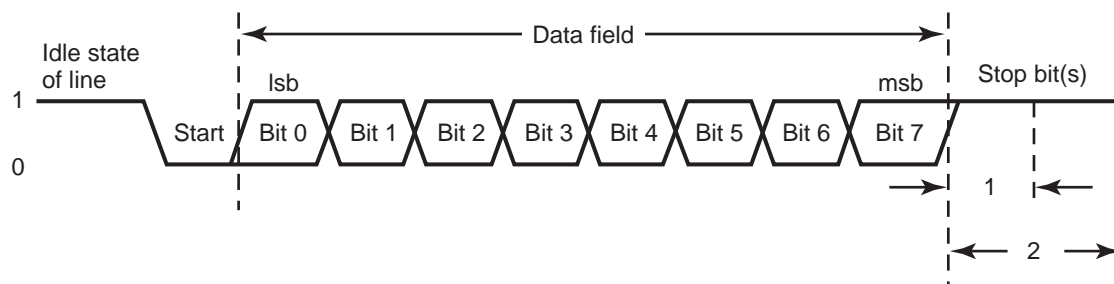 Data field
Idle state
of line
lsb
msb
Stop bit(s)
1
Start
Bit 0
Bit 1
Bit 2
Bit 3
Bit 4
Bit 5
Bit 6
Bit 7
0
1
2